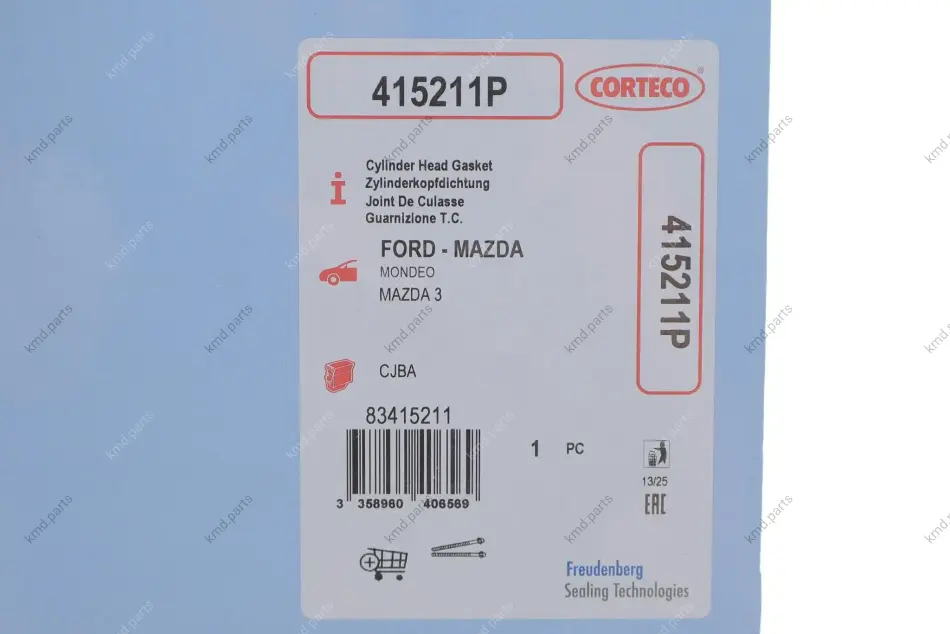 415211P
CORTECO®
Cylinder Head Gasket
Zylinderkopfdichtung
Joint De Culasse
Guarnizione T.C.
FORD - MAZDA
MONDEO
MAZDA 3
415211P
CJBA
83415211
3 358960 406569
1 PC
13/25
EAC
Freudenberg
Sealing Technologies
kmd.parts